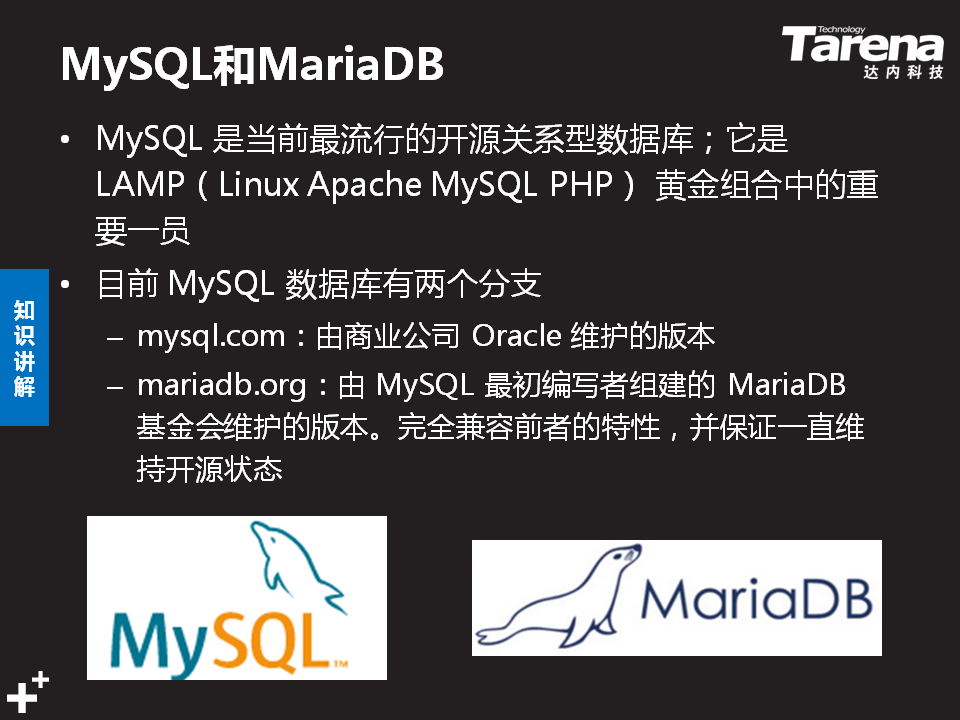 MySQL和MariaDB
Technology
Tarena
达内科技
• MySQL 是当前最流行的开源关系型数据库；它是
LAMP（Linux Apache MySQL PHP） 黄金组合中的重
要一员
• 目前 MySQL 数据库有两个分支
– mysql.com：由商业公司 Oracle 维护的版本
– mariadb.org：由 MySQL 最初编写者组建的 MariaDB
基金会维护的版本。完全兼容前者的特性，并保证一直维
持开源状态
知
识
讲
解
MySQL™
MariaDB